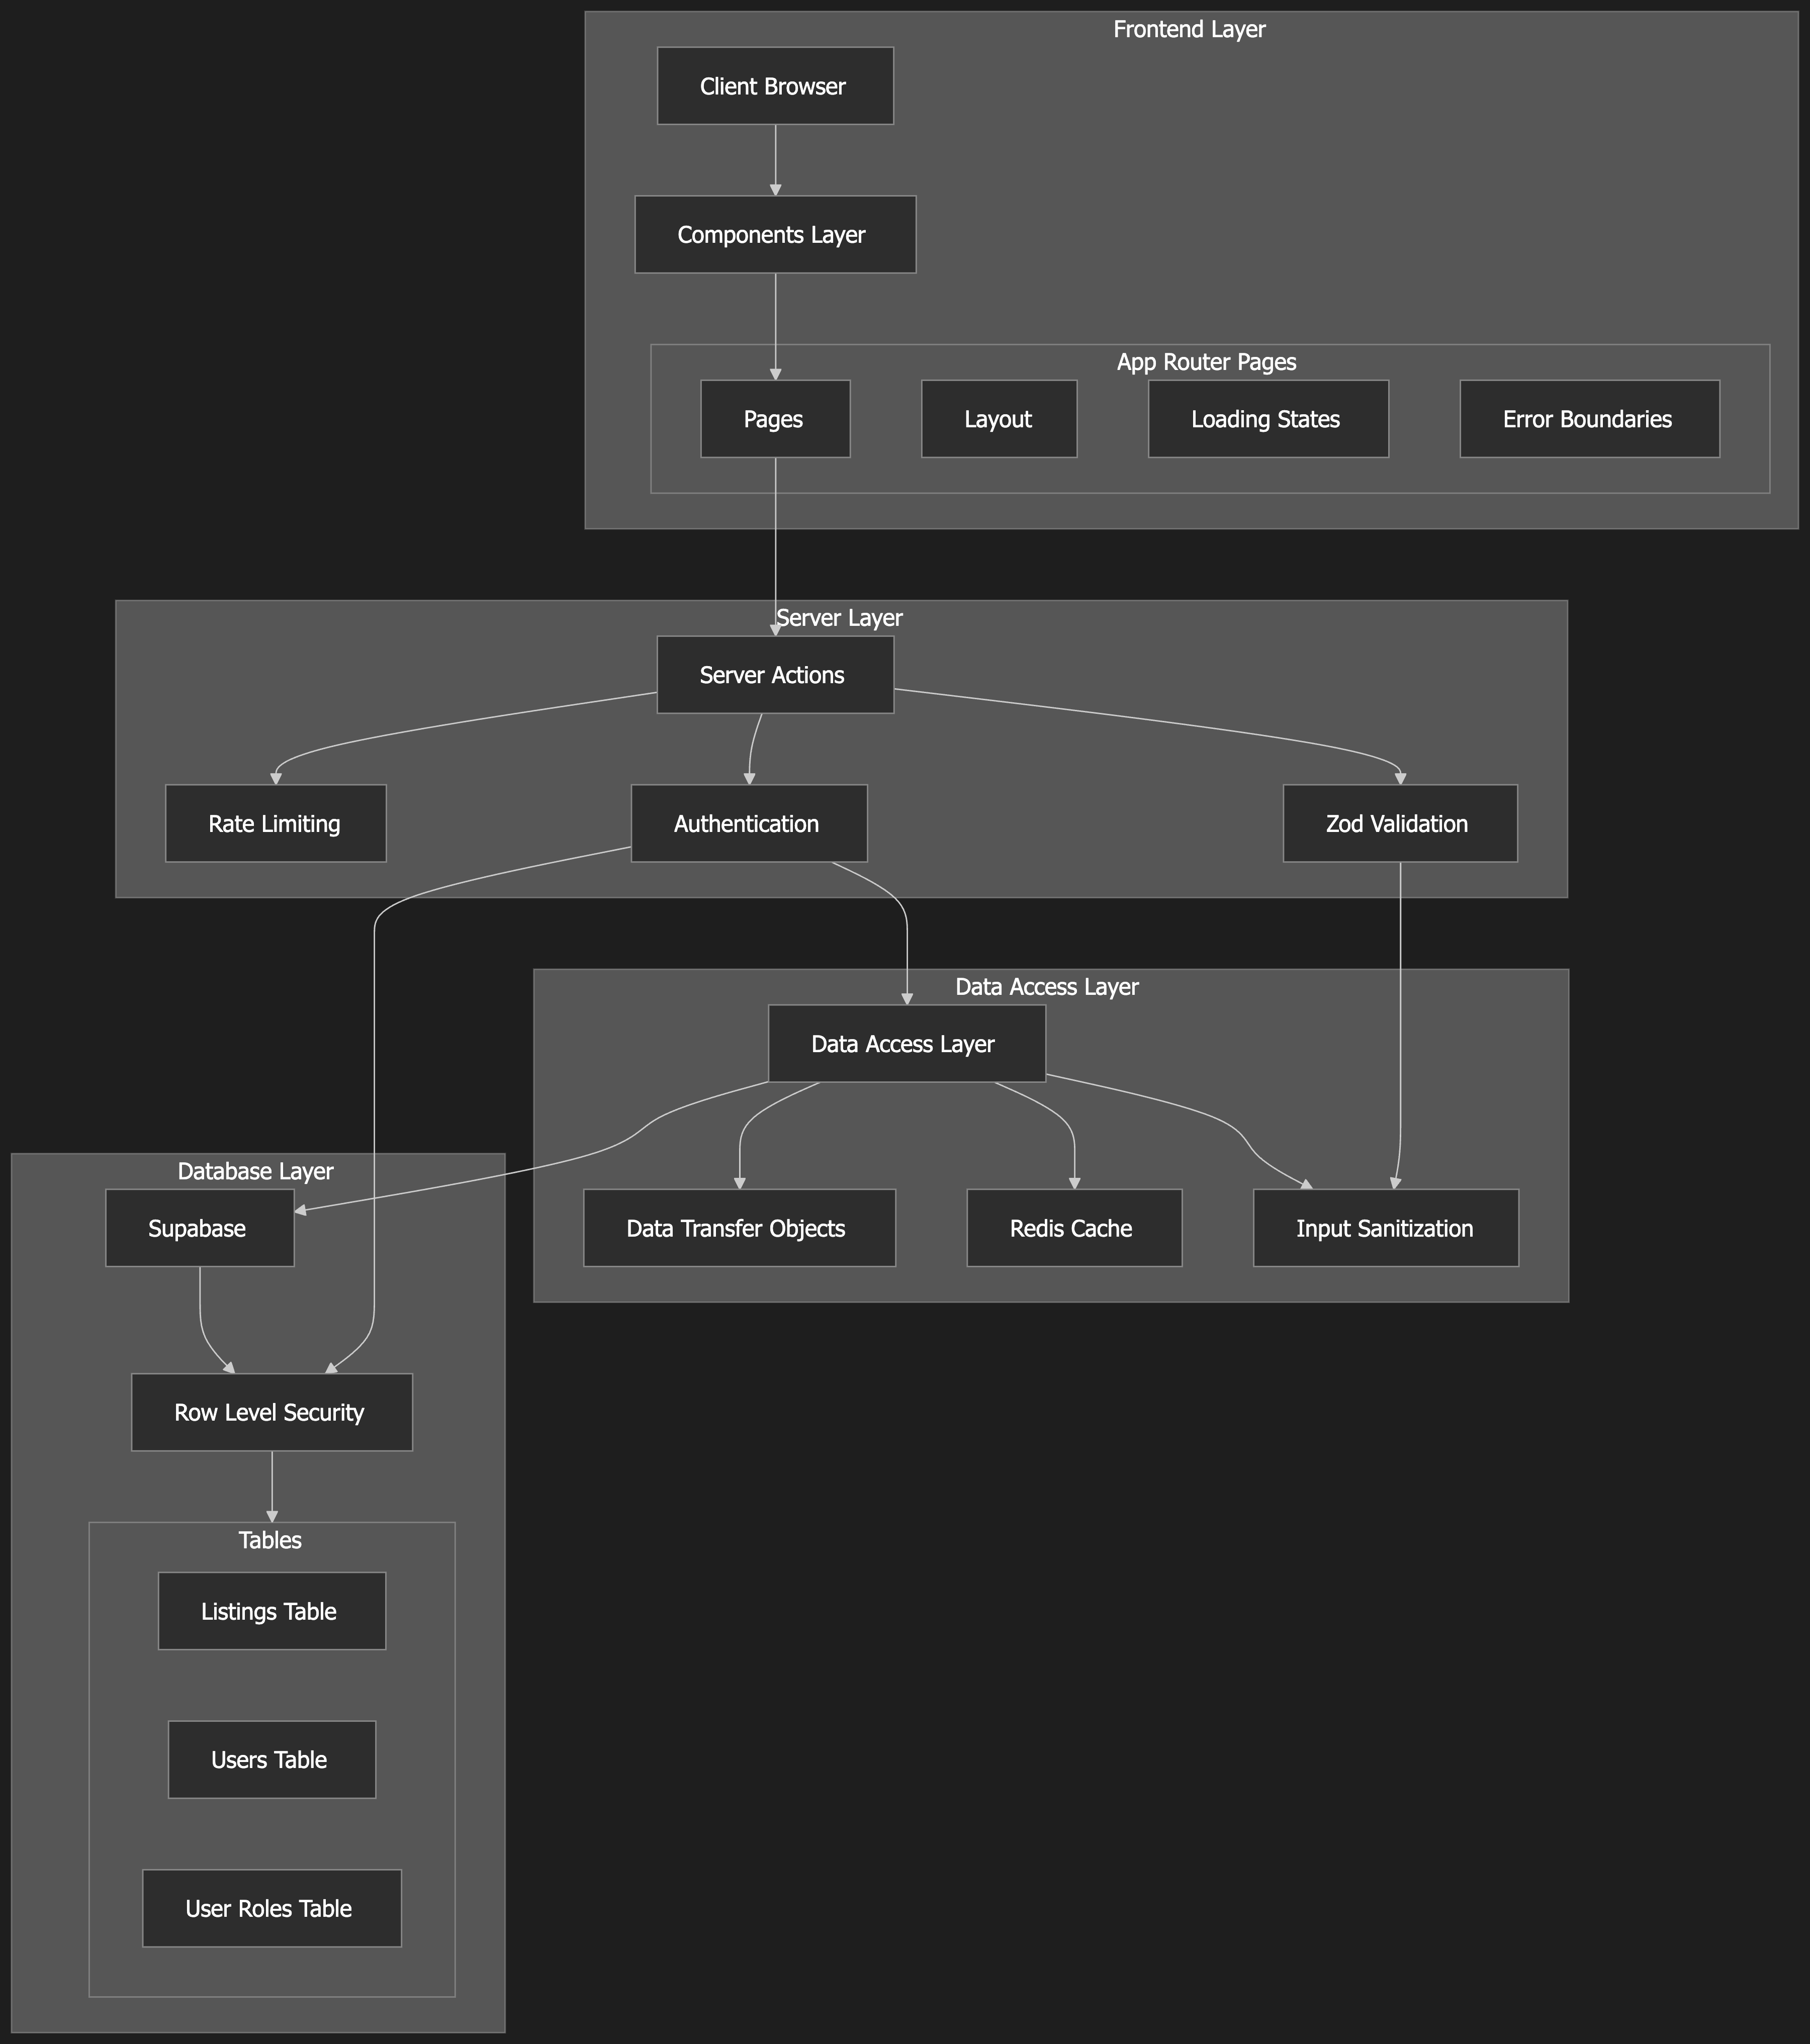 Frontend Layer
Client Browser
Components Layer
App Router Pages
Pages
Layout
Loading States
Error Boundaries
Server Layer
Server Actions
Rate Limiting
Authentication
Zod Validation
Data Access Layer
Data Access Layer
Database Layer
Supabase
Data Transfer Objects
Redis Cache
Input Sanitization
Row Level Security
Tables
Listings Table
Users Table
User Roles Table